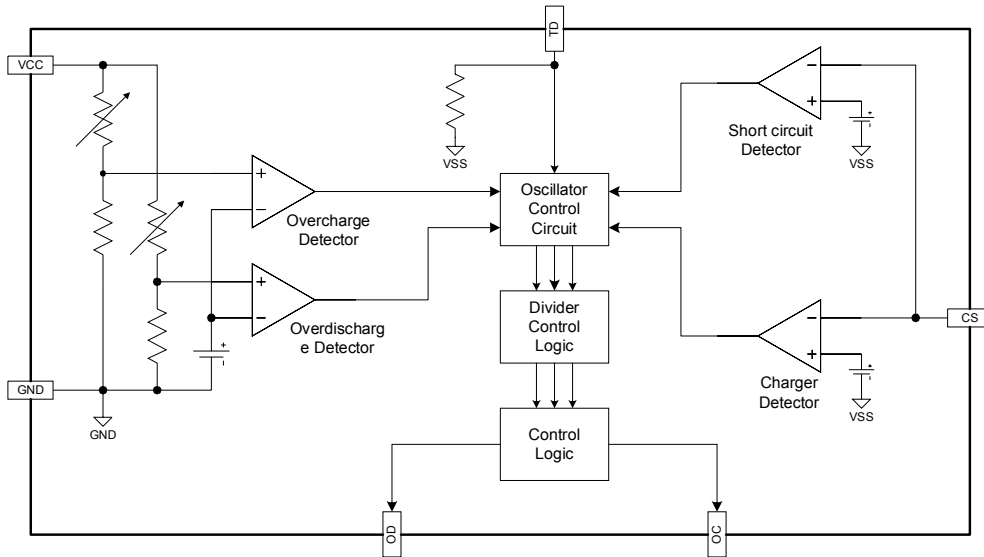 TD
VCC
VSS
Short circuit
Detector
VSS
Oscillator
Control
Circuit
Overcharge
Detector
Overdischarg
e Detector
Divider
Control
Logic
CS
GND
GND
Charger
Detector
VSS
Control
Logic
OD
OC